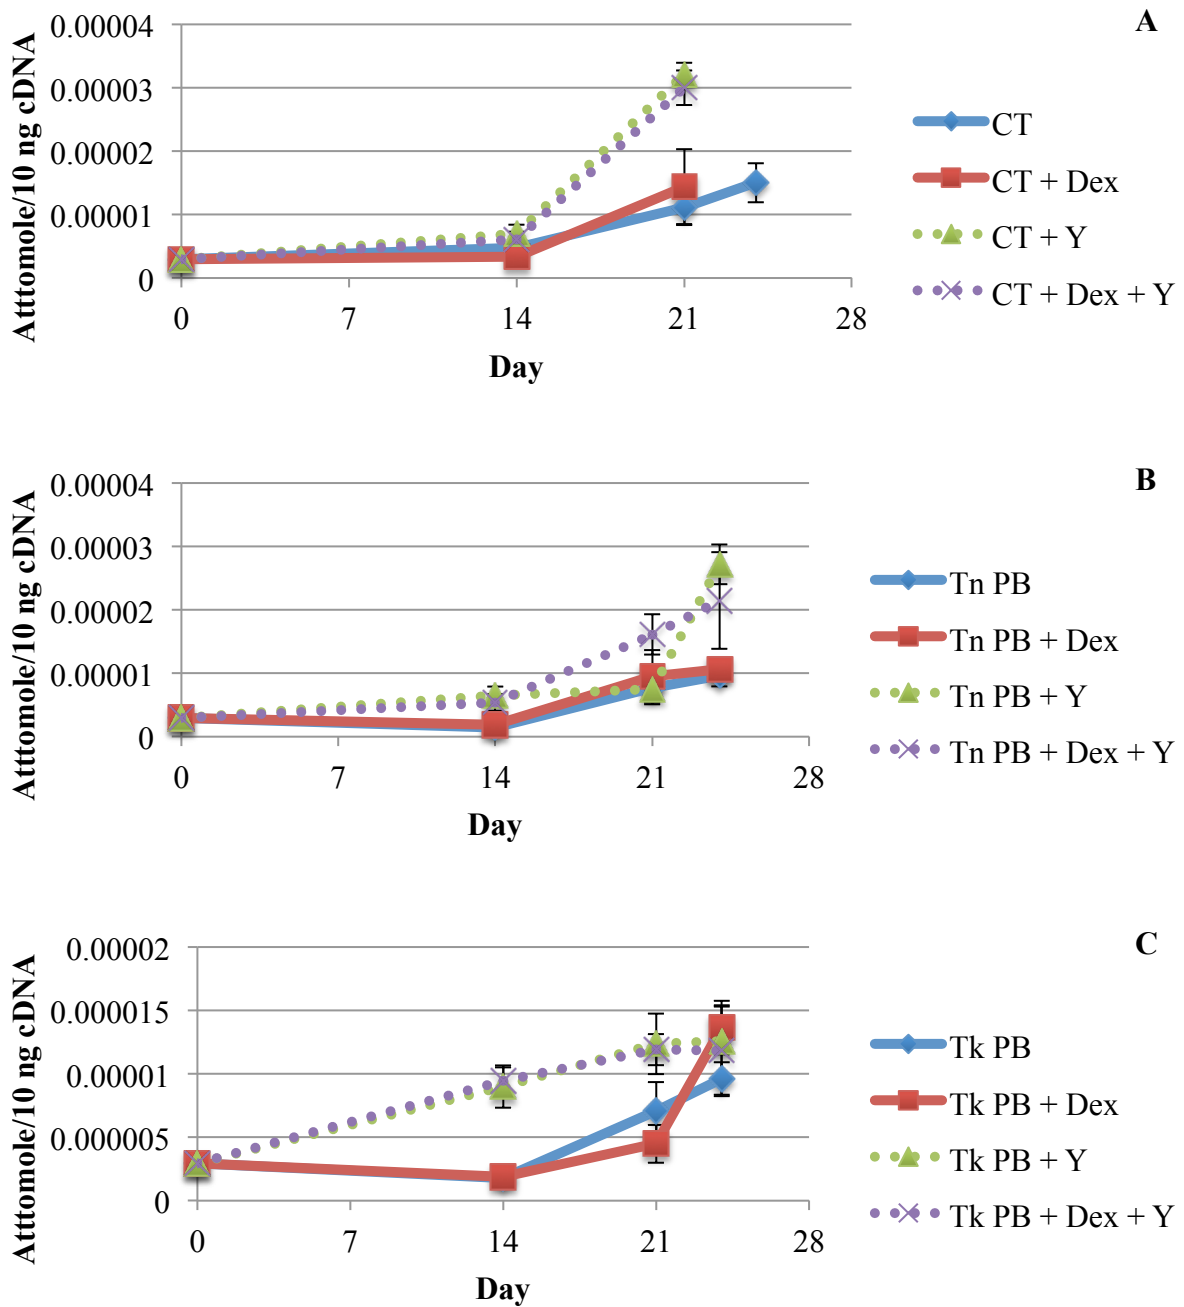 A
Atttomole/10 ng cDNA
0.00004
0.00003
0.00002
0.00001
0
0 7 14 21 28
Day
CT
CT + Dex
CT + Y
CT + Dex + Y
B
Atttomole/10 ng cDNA
0.00004
0.00003
0.00002
0.00001
0
0 7 14 21 28
Day
Tn PB
Tn PB + Dex
Tn PB + Y
Tn PB + Dex + Y
C
Atttomole/10 ng cDNA
0.00002
0.000015
0.00001
0.000005
0
0 7 14 21 28
Day
Tk PB
Tk PB + Dex
Tk PB + Y
Tk PB + Dex + Y